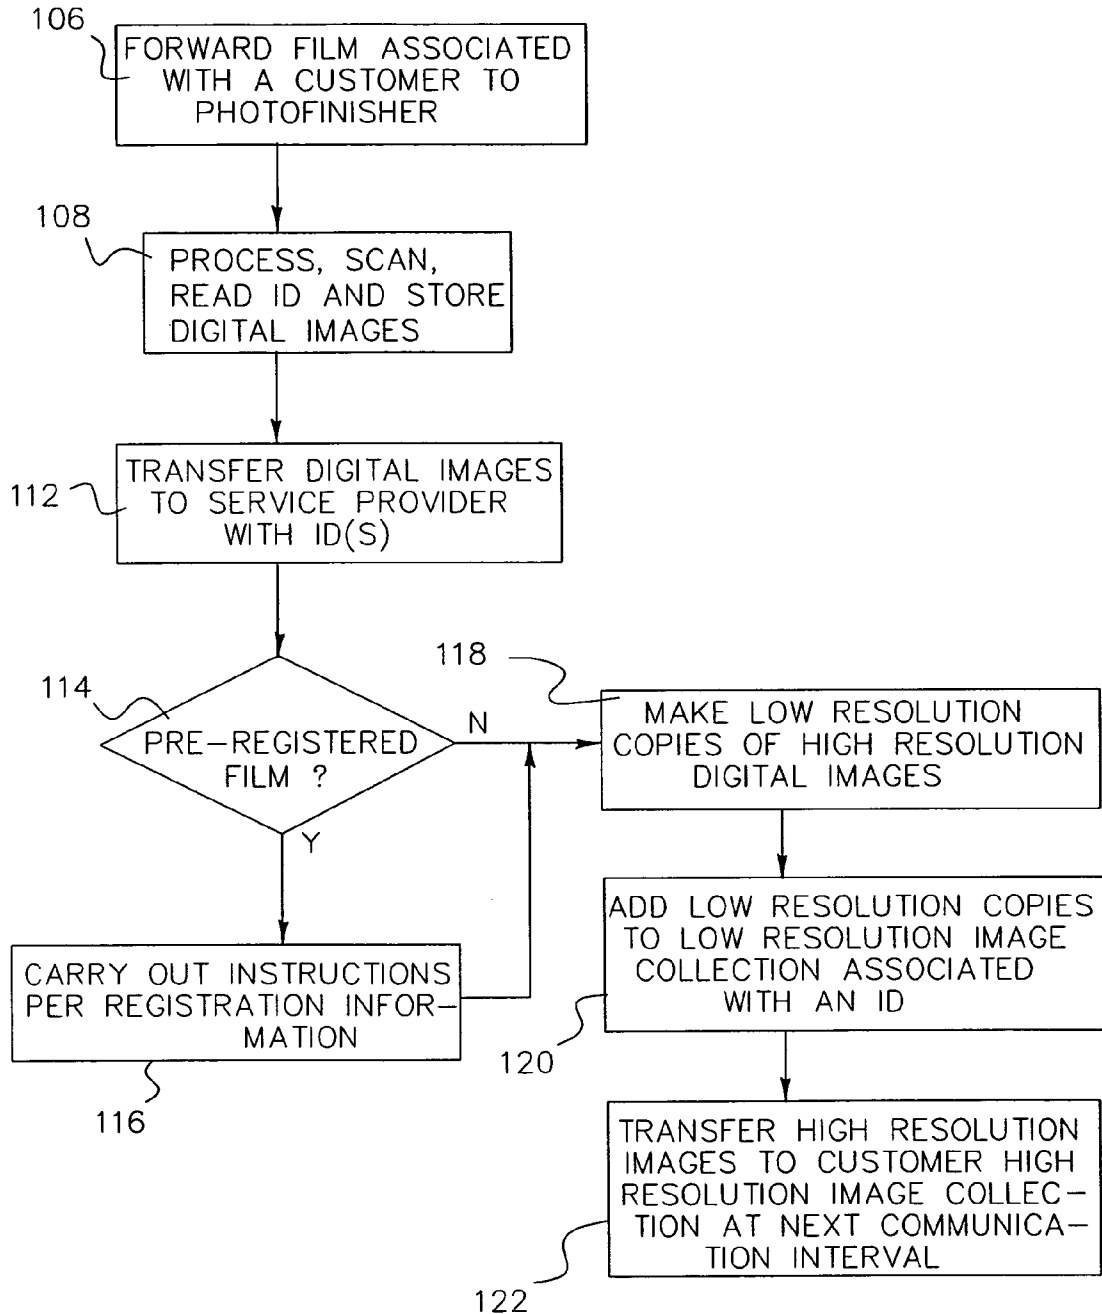 106
FORWARD FILM ASSOCIATED
WITH A CUSTOMER TO
PHOTOFINISHER
108
PROCESS, SCAN,
READ ID AND STORE
DIGITAL IMAGES
112
TRANSFER DIGITAL IMAGES
TO SERVICE PROVIDER
WITH ID(S)
114
PRE-REGISTERED
FILM ?
N
Y
116
CARRY OUT INSTRUCTIONS
PER REGISTRATION INFOR-
MATION
118
MAKE LOW RESOLUTION
COPIES OF HIGH RESOLUTION
DIGITAL IMAGES
120
ADD LOW RESOLUTION COPIES
TO LOW RESOLUTION IMAGE
COLLECTION ASSOCIATED
WITH AN ID
122
TRANSFER HIGH RESOLUTION
IMAGES TO CUSTOMER HIGH
RESOLUTION IMAGE COLLEC-
TION AT NEXT COMMUNICA-
TION INTERVAL